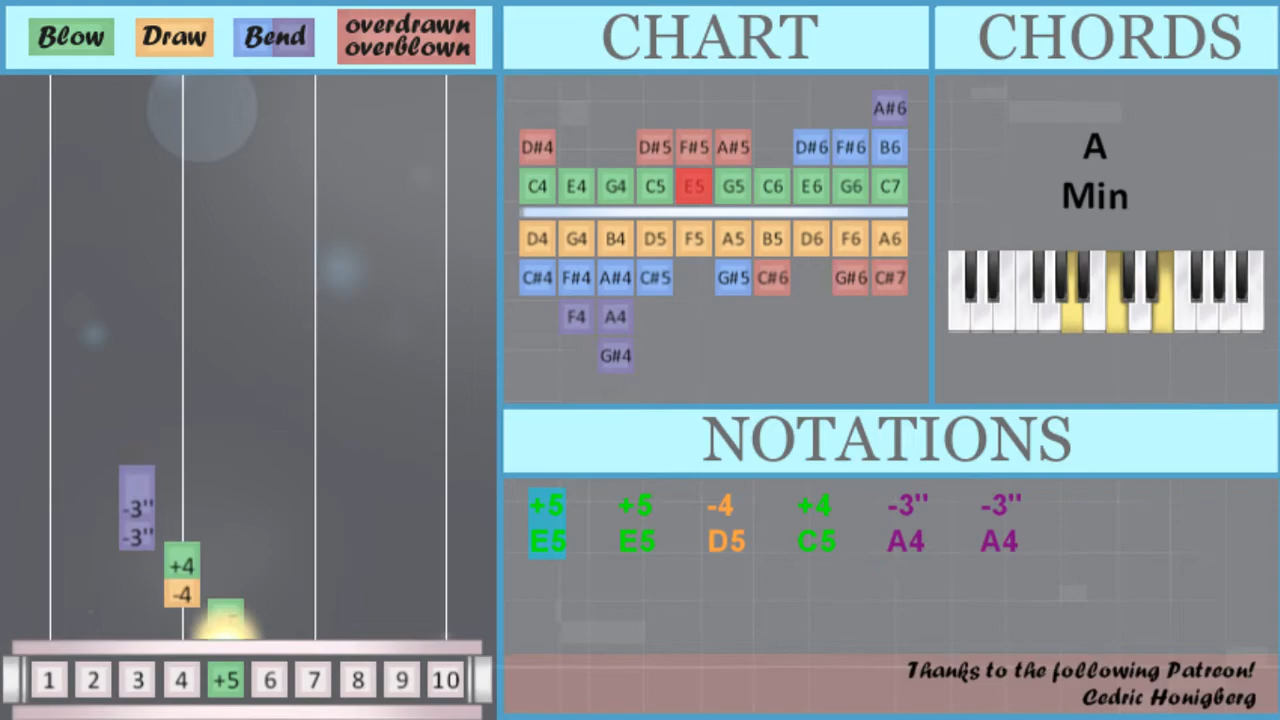 Blow Draw Bend overdrawn
overblown
CHART
CHORDS
A#6
D#4 D#5 F#5 A#5 D#6 F#6 B6
C4 E4 G4 C5 E5 G5 C6 E6 G6 C7
D4 G4 B4 D5 F5 A5 B5 D6 F6 A6
C#4 F#4 A#4 C#5 G#5 C#6 G#6 C#7
F4 A4
G#4
A
Min
NOTATIONS
+5 +5 -4 +4 -3" -3"
E5 E5 D5 C5 A4 A4
-3"
-3"
+4
-4
1 2 3 4 +5 6 7 8 9 10
Thanks to the following Patreon!
Cedric Honigberg